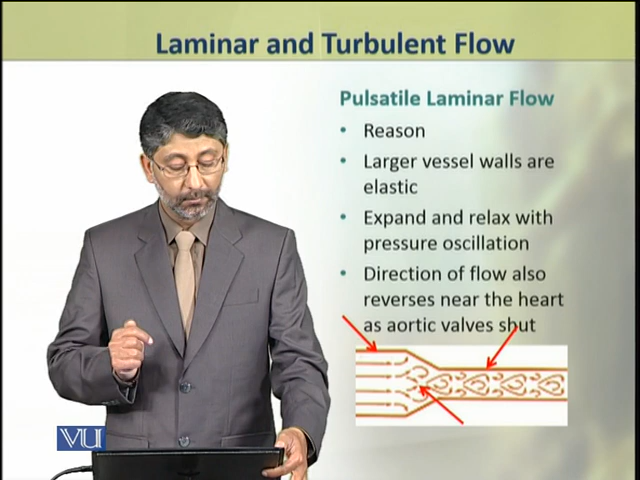 Laminar and Turbulent Flow
Pulsatile Laminar Flow
• Reason
• Larger vessel walls are
elastic
• Expand and relax with
pressure oscillation
• Direction of flow also
reverses near the heart
as aortic valves shut
VU